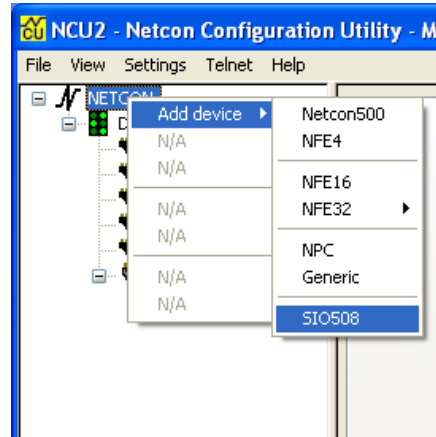 NCU2 - Netcon Configuration Utility - M
File View Settings Telnet Help
NETCON
Add device
N/A
N/A
N/A
N/A
N/A
N/A
Netcon500
NFE4
NFE16
NFE32
NPC
Generic
SIO508